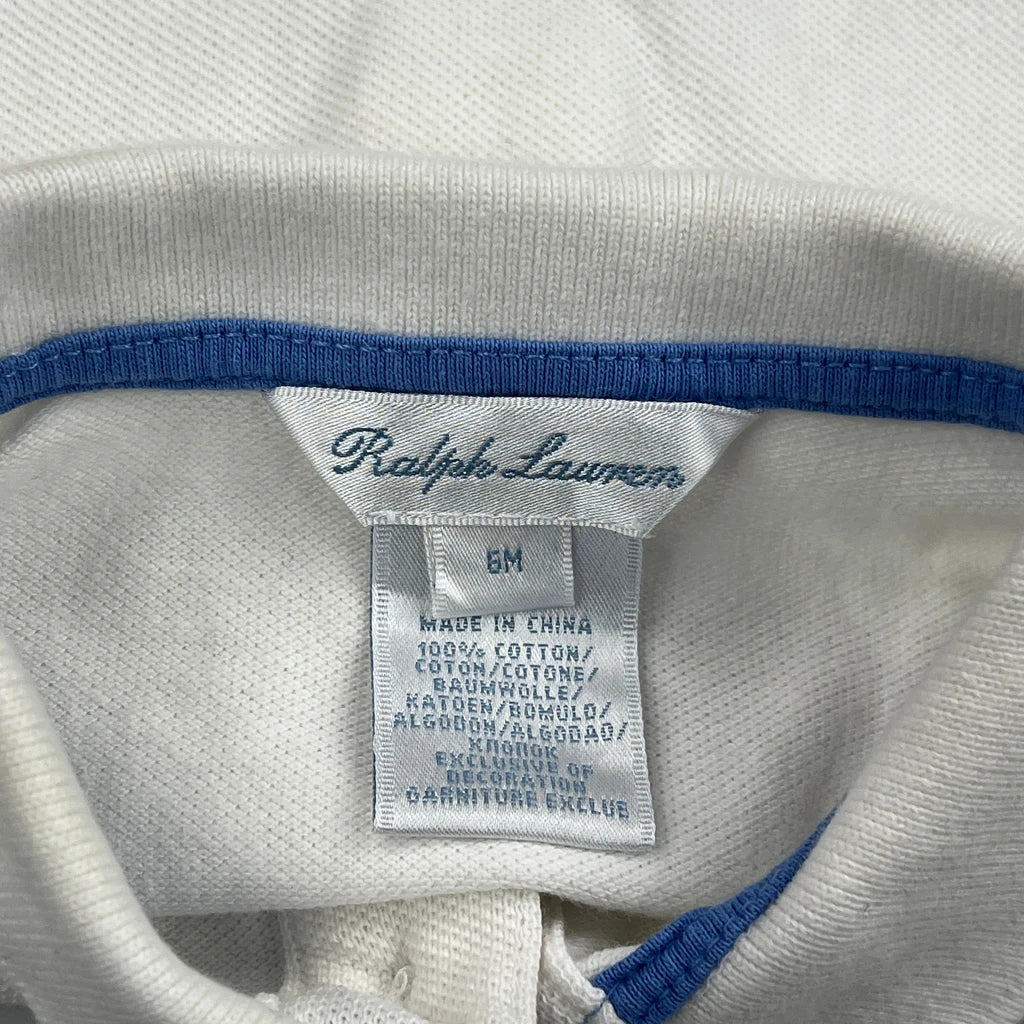 Ralph Lauren
6M
MADE IN CHINA
100% COTTON/
COTON/COTONE/
BAUMWOLLE/
KATOEN/BOMULD/
ALGODON/ALGODAO/
ХЛОПОК
EXCLUSIVE OF
DECORATION
GARNITURE EXCLUE